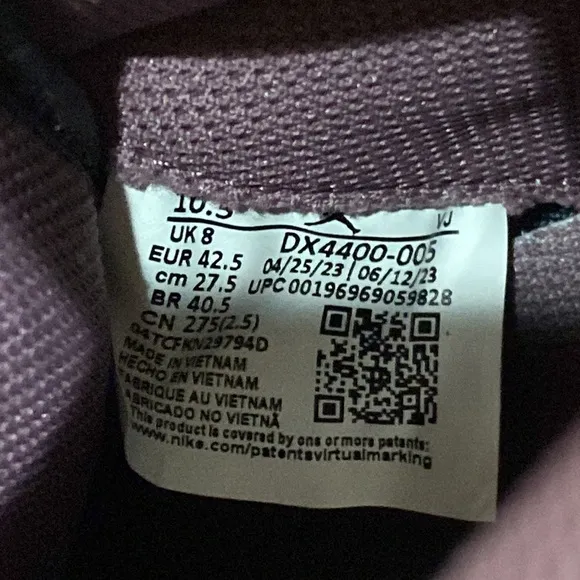 10.5 VJ
UK 8 DX4400-005
EUR 42.5 04/25/23 | 06/12/23
cm 27.5 UPC 00196969059828
BR 40.5
CN 275(2.5)
MADE IN VIETNAM
HECHO EN VIETNAM
FABRIQUE AU VIETNAM
FABRICADO NO VIETNÃ
This product is covered by one or more patents:
www.nike.com/patentsvirtualmarking